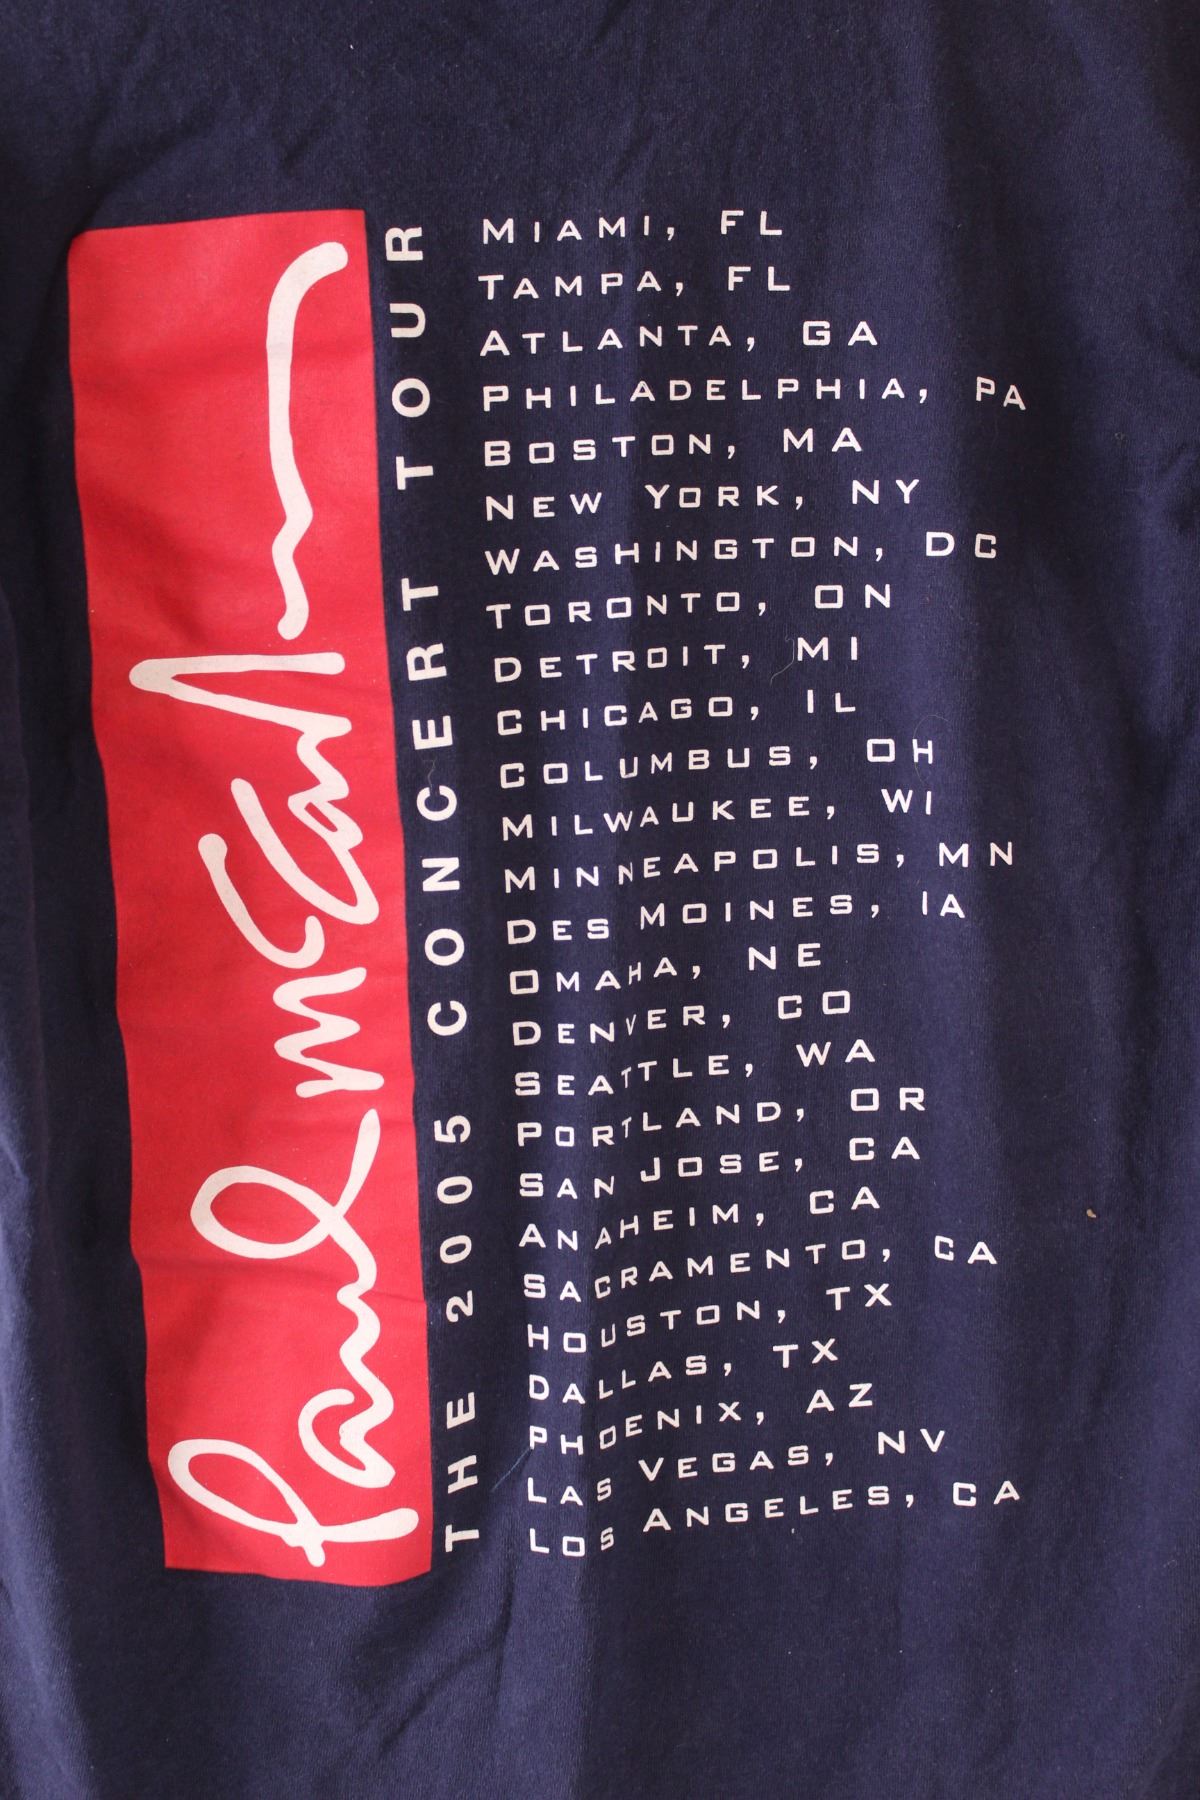 Paul McCartney
THE 2005 CONCERT TOUR
MIAMI, FL
TAMPA, FL
ATLANTA, GA
PHILADELPHIA, PA
BOSTON, MA
NEW YORK, NY
WASHINGTON, DC
TORONTO, ON
DETROIT, MI
CHICAGO, IL
COLUMBUS, OH
MILWAUKEE, WI
MINNEAPOLIS, MN
DES MOINES, IA
OMAHA, NE
DENVER, CO
SEATTLE, WA
PORTLAND, OR
SAN JOSE, CA
ANAHEIM, CA
SACRAMENTO, CA
HOUSTON, TX
DALLAS, TX
PHOENIX, AZ
LAS VEGAS, NV
LOS ANGELES, CA